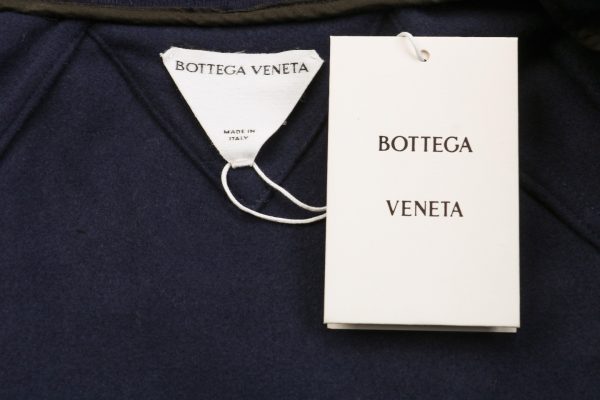 BOTTEGA VENETA
MADE IN
ITALY
BOTTEGA
VENETA